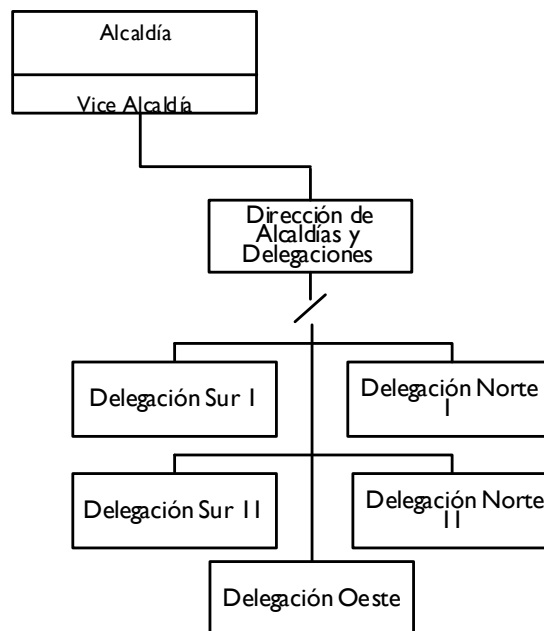 Alcaldía
Vice Alcaldía
Dirección de
Alcaldías y
Delegaciones
Delegación Sur I
Delegación Norte
I
Delegación Sur II
Delegación Norte
II
Delegación Oeste